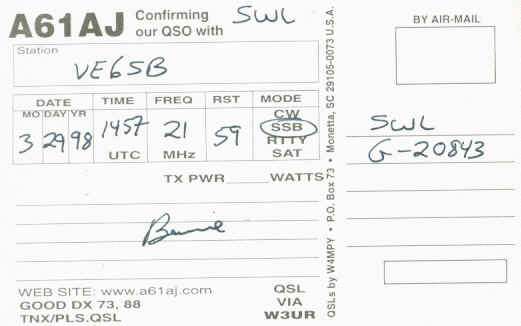 A61AJ Confirming our QSO with SWL
Station
VE6SB
DATE TIME FREQ RST MODE
MO DAY YR
3 29 98 1457 21 59
CW
SSB
RTTY
UTC MHz SAT
TX PWR WATTS
WEB SITE: www.a61aj.com
GOOD DX 73, 88
TNX/PLS.QSL
QSL
VIA
W3UR
QSLs by W4MPY • P.O. Box 73 • Monetta, SC 29105-0073 U.S.A.
BY AIR-MAIL
SWL
G-20843